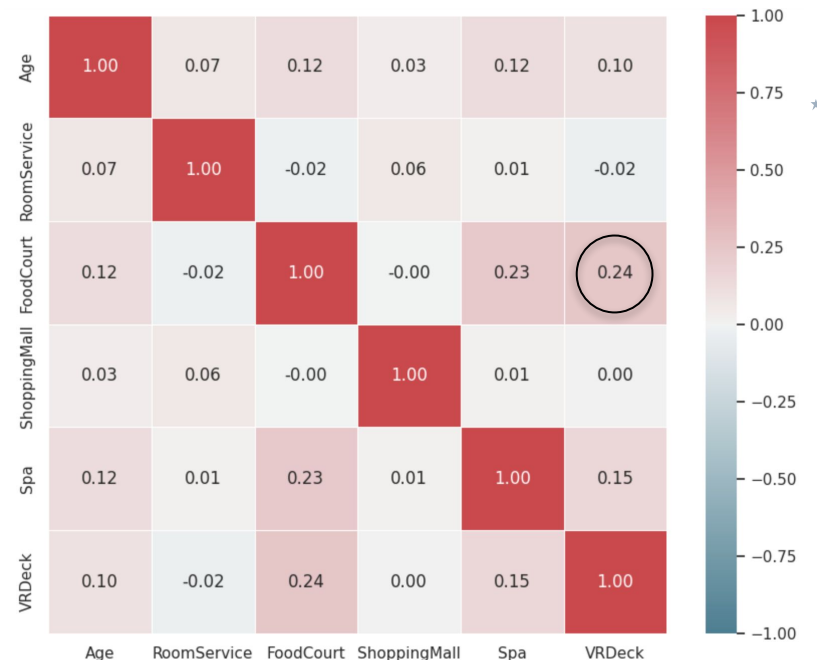 1.00
Age 1.00 0.07 0.12 0.03 0.12 0.10
0.75
RoomService 0.07 1.00 -0.02 0.06 0.01 -0.02
0.50
FoodCourt 0.12 -0.02 1.00 -0.00 0.23 0.24
0.25
0.00
ShoppingMall 0.03 0.06 -0.00 1.00 0.01 0.00
−0.25
Spa 0.12 0.01 0.23 0.01 1.00 0.15
−0.50
VRDeck 0.10 -0.02 0.24 0.00 0.15 1.00
−0.75
−1.00
Age RoomService FoodCourt ShoppingMall Spa VRDeck